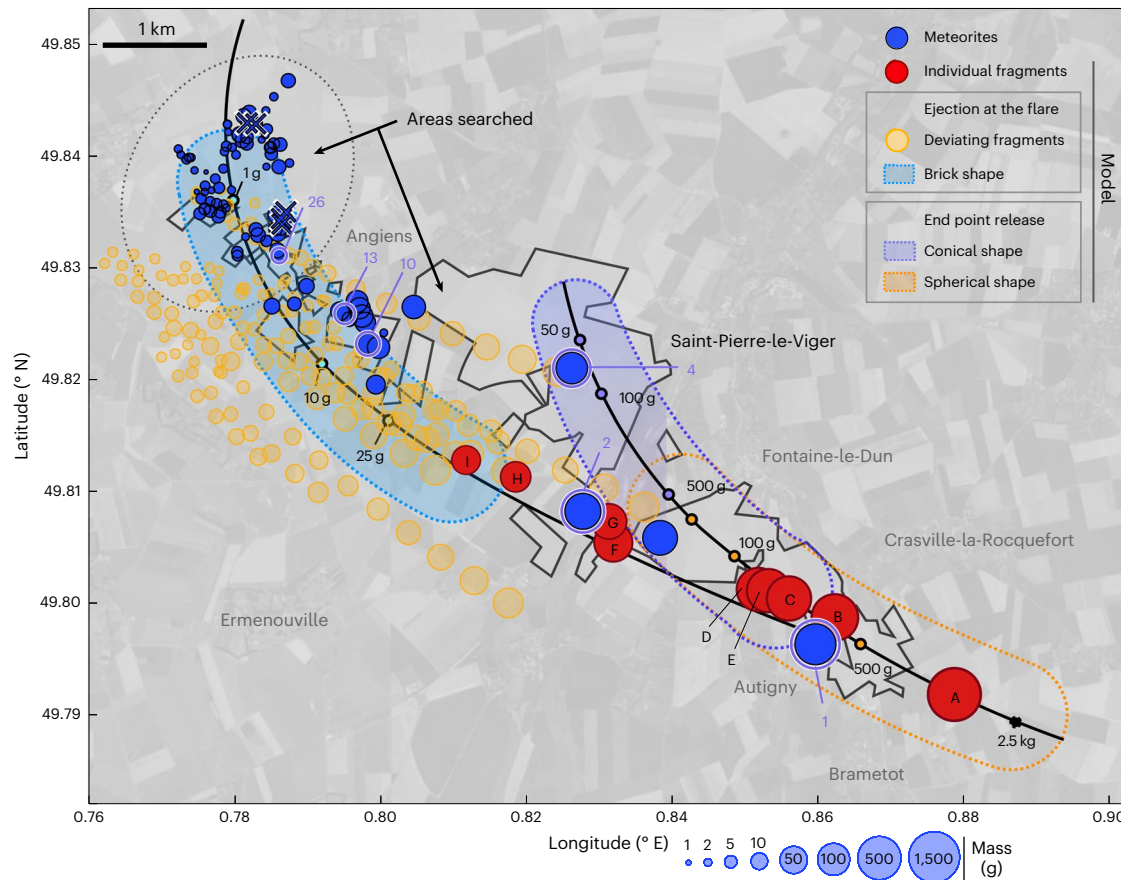 1 km
49.85
49.84
49.83
49.82
49.81
49.80
49.79
Latitude (° N)
Areas searched
Meteorites
Individual fragments
Ejection at the flare
Deviating fragments
Brick shape
End point release
Conical shape
Spherical shape
Model
1 g
26
Angiens
13
10
50 g
Saint-Pierre-le-Viger
4
100 g
10 g
25 g
2
I
H
G
F
Fontaine-le-Dun
500 g
100 g
Crasville-la-Rocquefort
D
E
C
B
Ermenouville
500 g
A
Autigny
1
2.5 kg
Brametot
0.76
0.78
0.80
0.82
0.84
0.86
0.88
0.90
Longitude (° E)
1
2
5
10
50
100
500
1,500
Mass
(g)